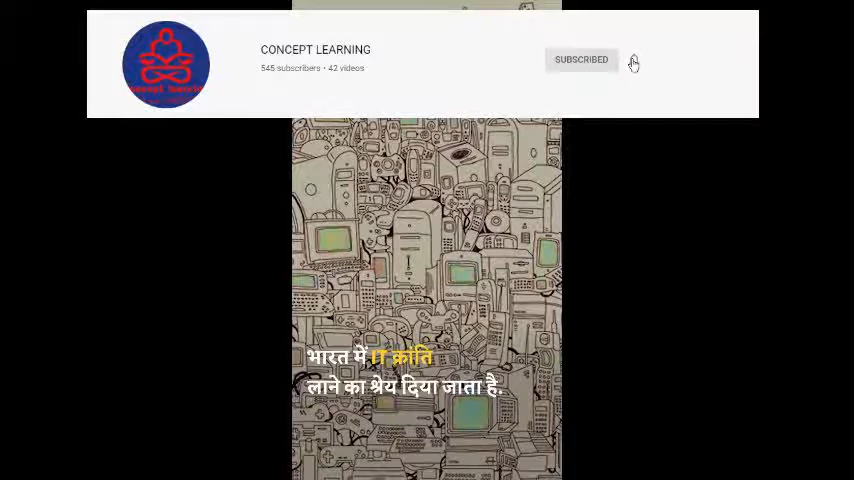 CONCEPT LEARNING
545 subscribers • 42 videos
SUBSCRIBED
भारत में IT क्रांति
लाने का श्रेय दिया जाता है.